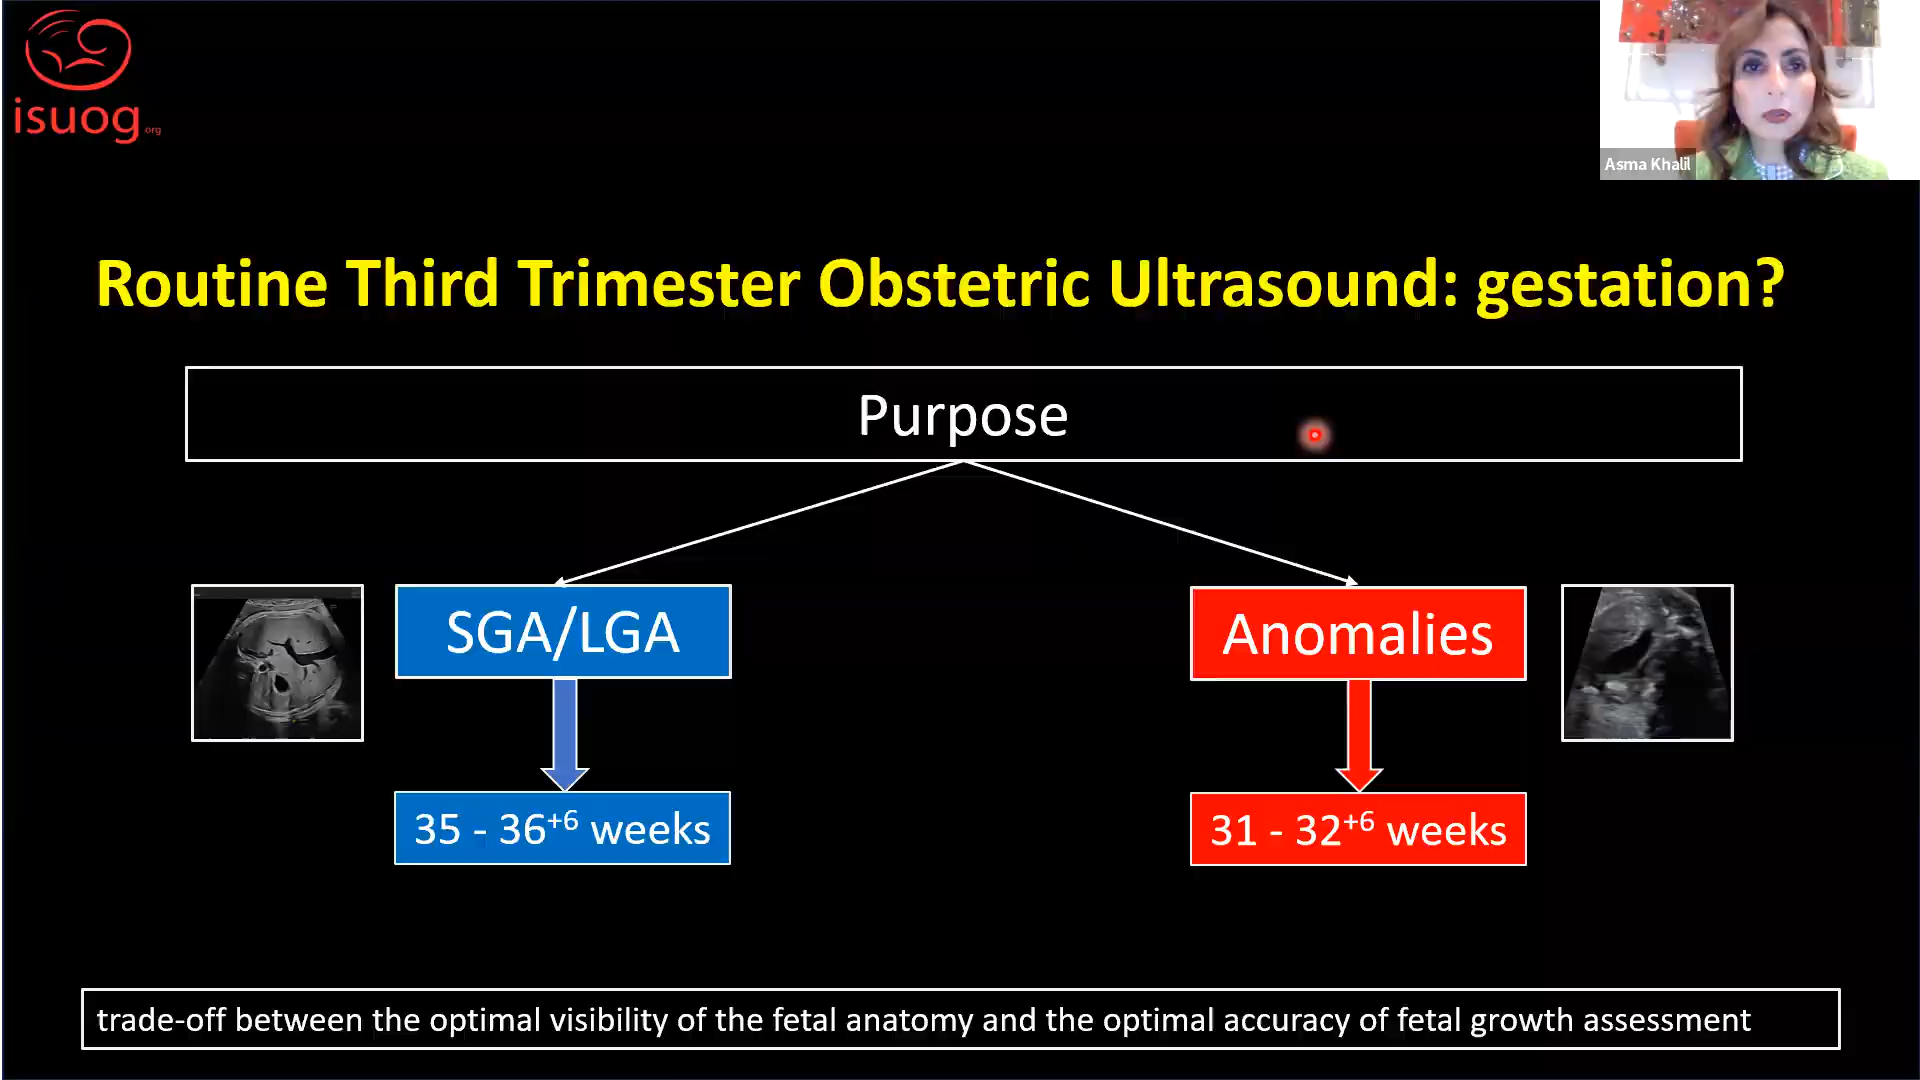 isuog.org
Asma Khalil
Routine Third Trimester Obstetric Ultrasound: gestation?
Purpose
SGA/LGA
Anomalies
35 - 36+6 weeks
31 - 32+6 weeks
trade-off between the optimal visibility of the fetal anatomy and the optimal accuracy of fetal growth assessment